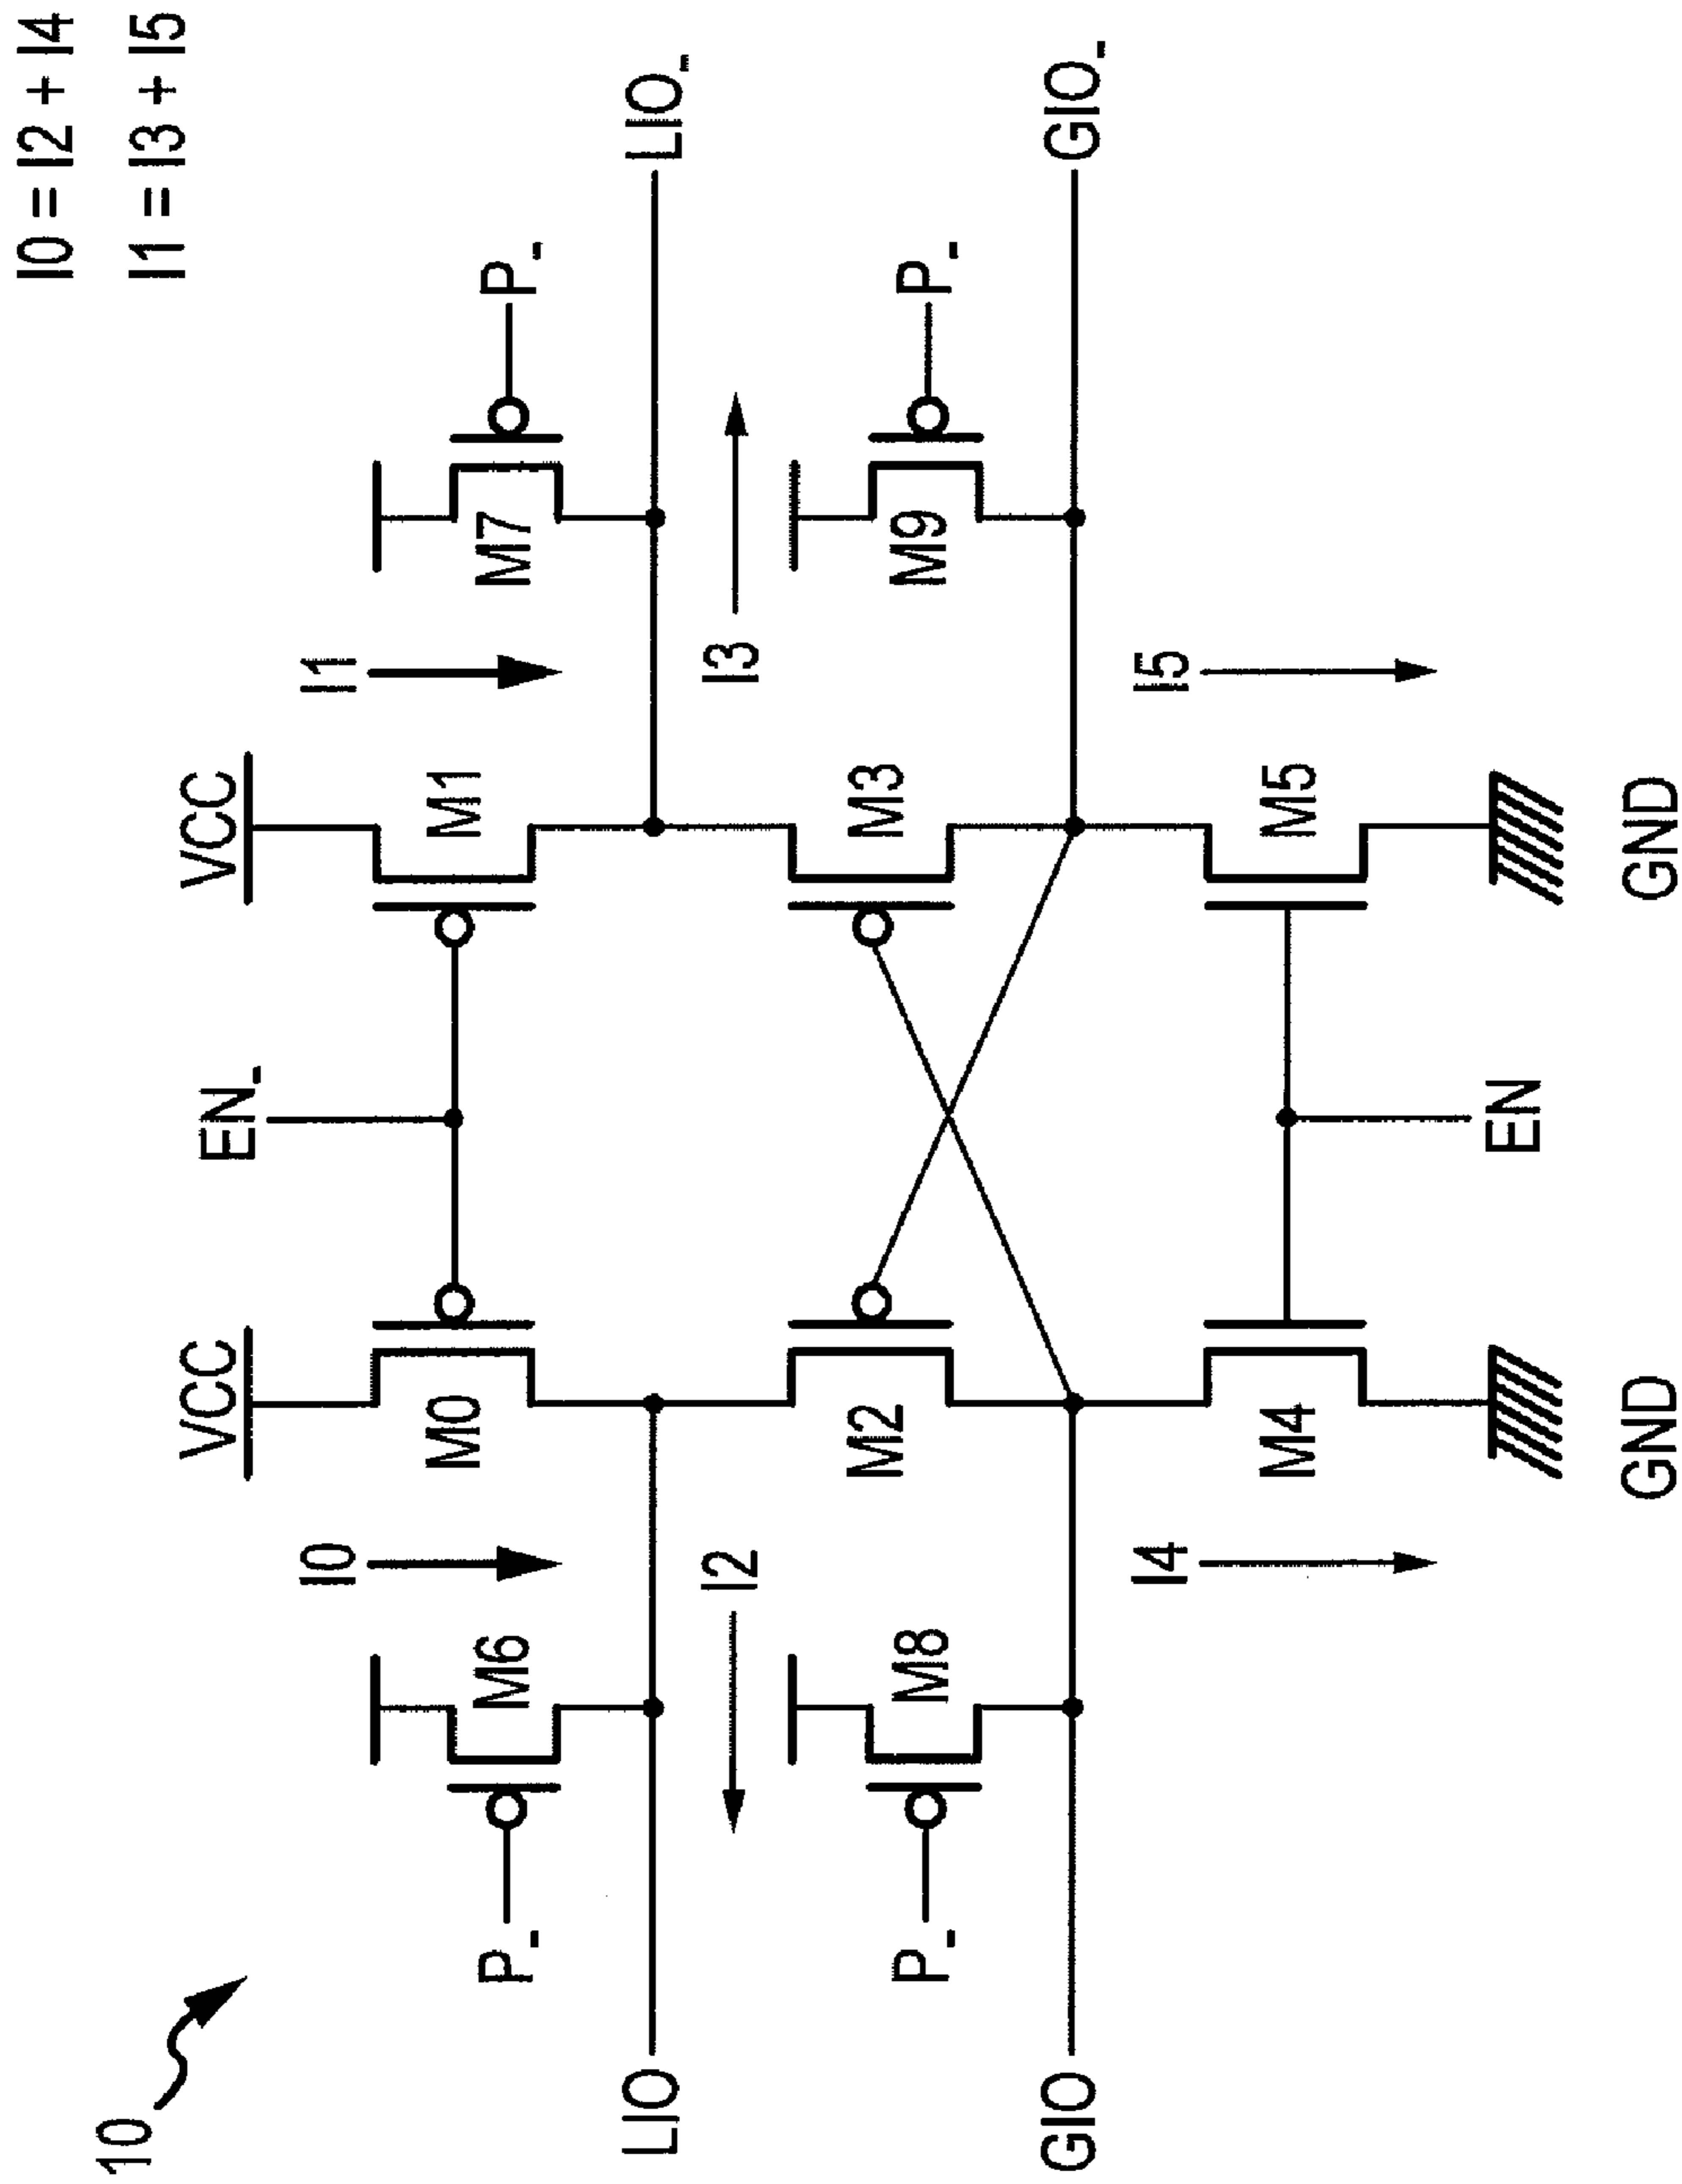 10
I0 = I2 + I4
I1 = I3 + I5
VCC
EN_
VCC
I0
I1
P_
M6
M0
M1
M7
P_
LIO
LIO_
I2
I3
P_
M8
M2
M3
M9
P_
GIO
GIO_
I4
I5
M4
M5
EN
GND
GND